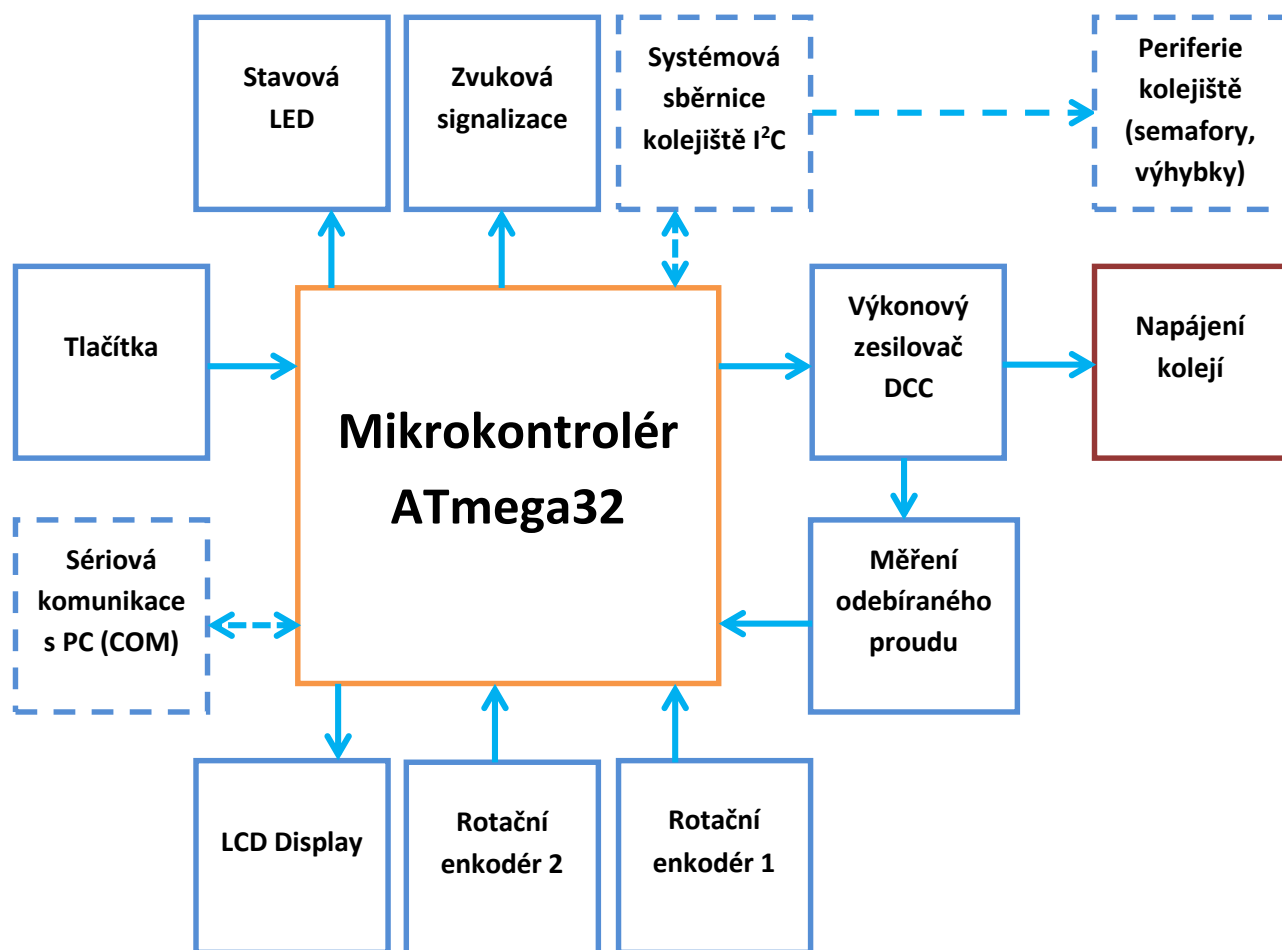 Stavová
LED
Zvuková
signalizace
Systémová
sběrnice
kolejiště I²C
Periferie
kolejiště
(semafory,
výhybky)
Tlačítka
Mikrokontrolér
ATmega32
Výkonový
zesilovač
DCC
Napájení
kolejí
Sériová
komunikace
s PC (COM)
Měření
odebíraného
proudu
LCD Display
Rotační
enkodér 2
Rotační
enkodér 1